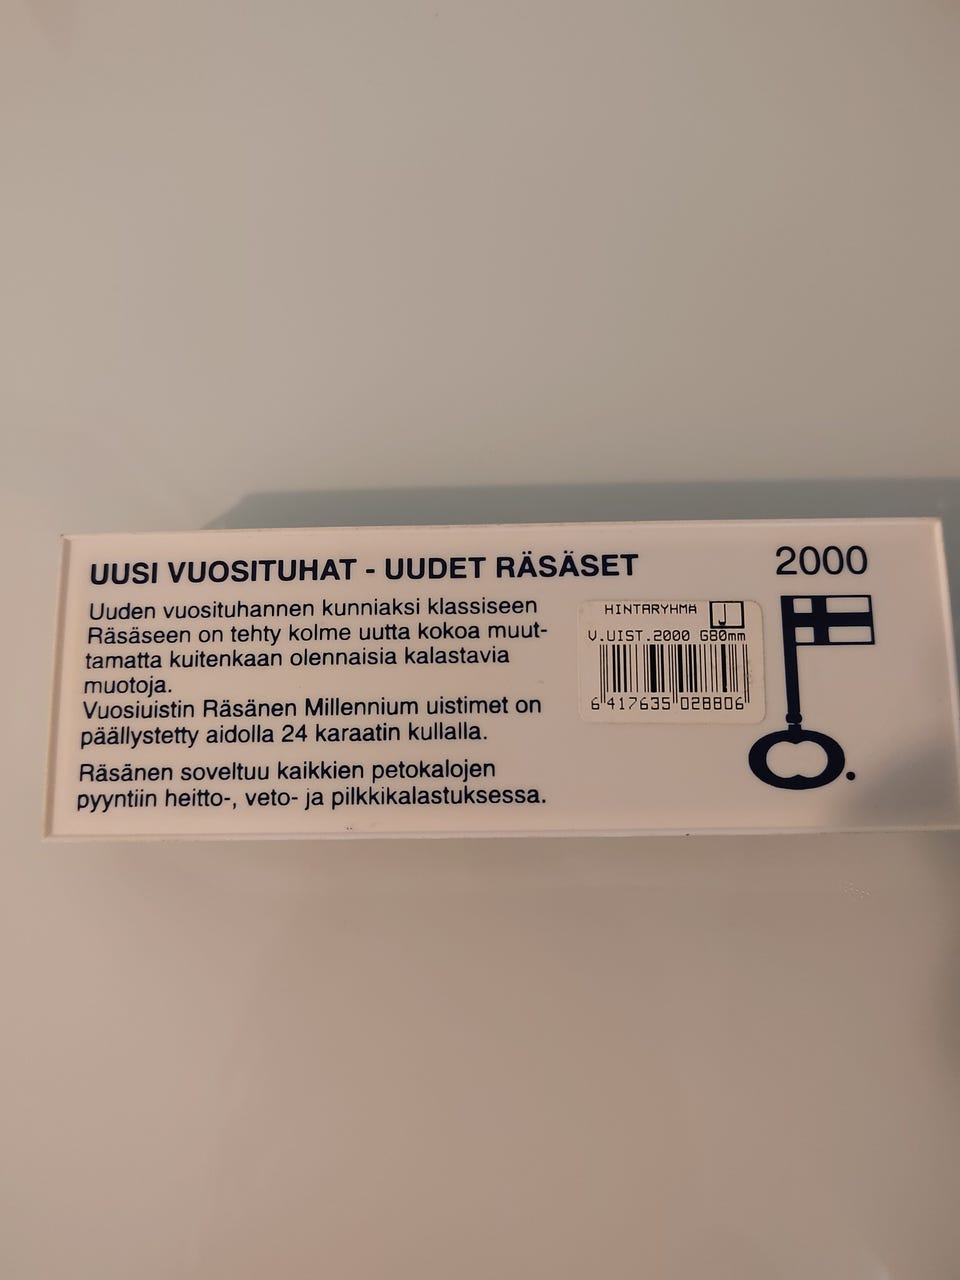 UUSI VUOSITUHAT - UUDET RÄSÄSET
Uuden vuosituhannen kunniaksi klassiseen
Räsäseen on tehty kolme uutta kokoa muut-
tamatta kuitenkaan olennaisia kalastavia
muotoja.
Vuosiuistin Räsänen Millennium uistimet on
päällystetty aidolla 24 karaatin kullalla.
Räsänen soveltuu kaikkien petokalojen
pyyntiin heitto-, veto- ja pilkkikalastuksessa.
HINTARYHMÄ
V.UIST.2000 G80mm
6 417635 028806
2000